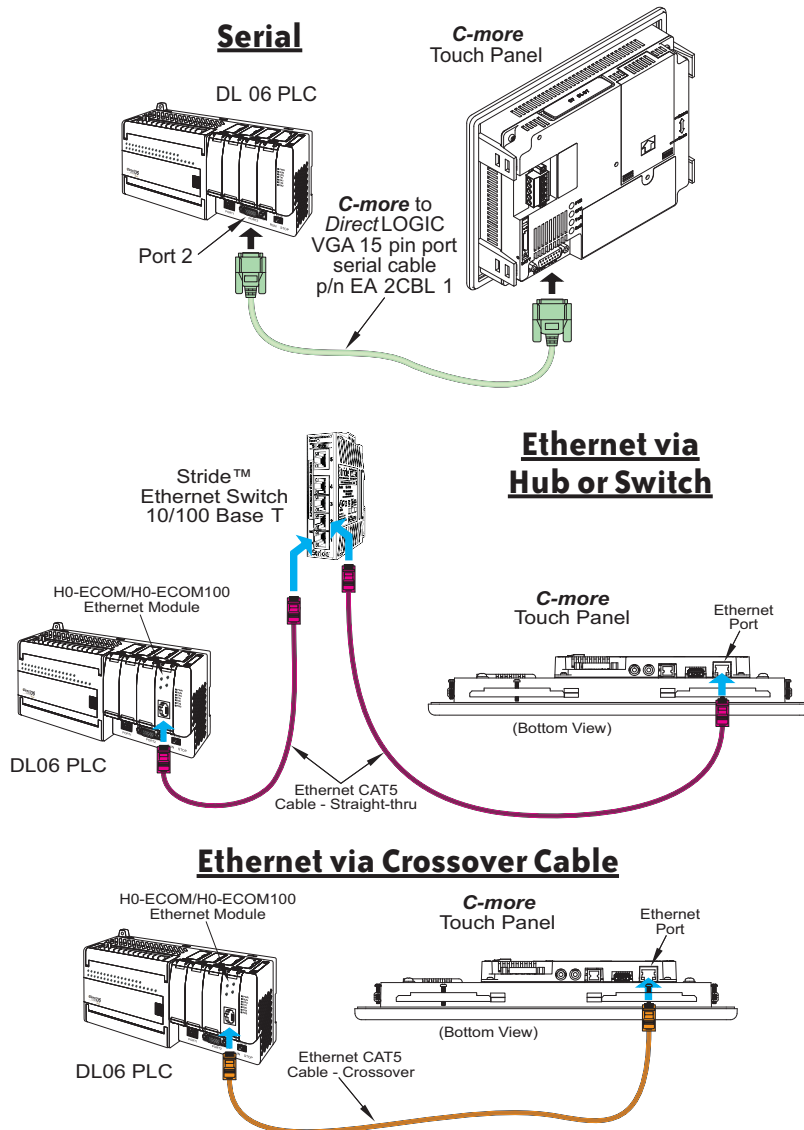 Serial
C-more
Touch Panel
DL 06 PLC
Port 2
C-more to
DirectLOGIC
VGA 15 pin port
serial cable
p/n EA 2CBL 1
Ethernet via
Hub or Switch
Stride™
Ethernet Switch
10/100 Base T
H0-ECOM/H0-ECOM100
Ethernet Module
C-more
Touch Panel
Ethernet
Port
(Bottom View)
DL06 PLC
Ethernet CAT5
Cable - Straight-thru
Ethernet via Crossover Cable
H0-ECOM/H0-ECOM100
Ethernet Module
C-more
Touch Panel
Ethernet
Port
(Bottom View)
DL06 PLC
Ethernet CAT5
Cable - Crossover